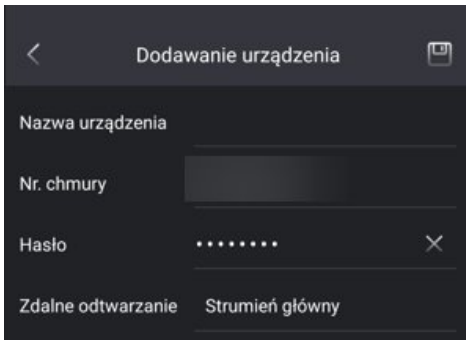 Dodawanie urządzenia
Nazwa urządzenia
Nr. chmury
Hasło ••••••••
Zdalne odtwarzanie Strumień główny